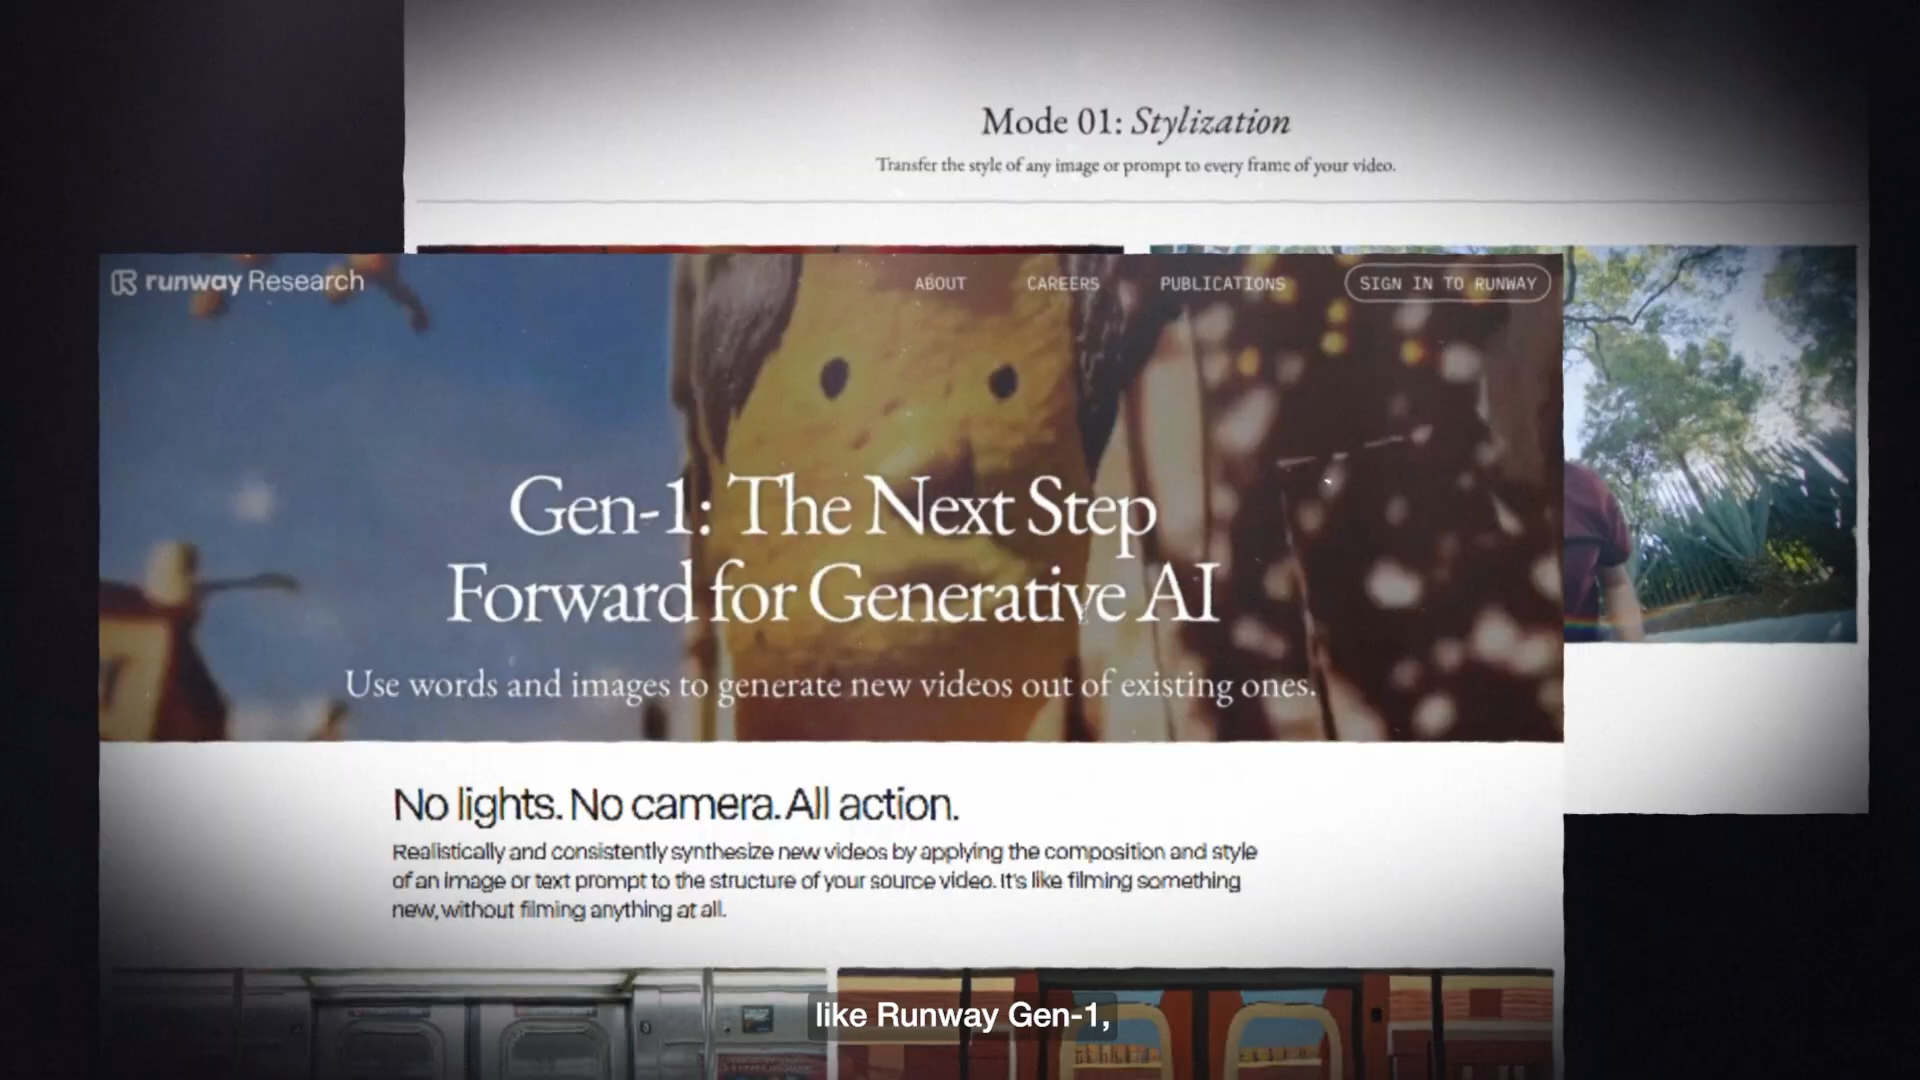 Mode 01: Stylization
Transfer the style of any image or prompt to every frame of your video.
runway Research
ABOUT
CAREERS
PUBLICATIONS
SIGN IN TO RUNWAY
Gen-1: The Next Step
Forward for Generative AI
Use words and images to generate new videos out of existing ones.
No lights. No camera. All action.
Realistically and consistently synthesize new videos by applying the composition and style
of an image or text prompt to the structure of your source video. It's like filming something
new, without filming anything at all.
like Runway Gen-1,